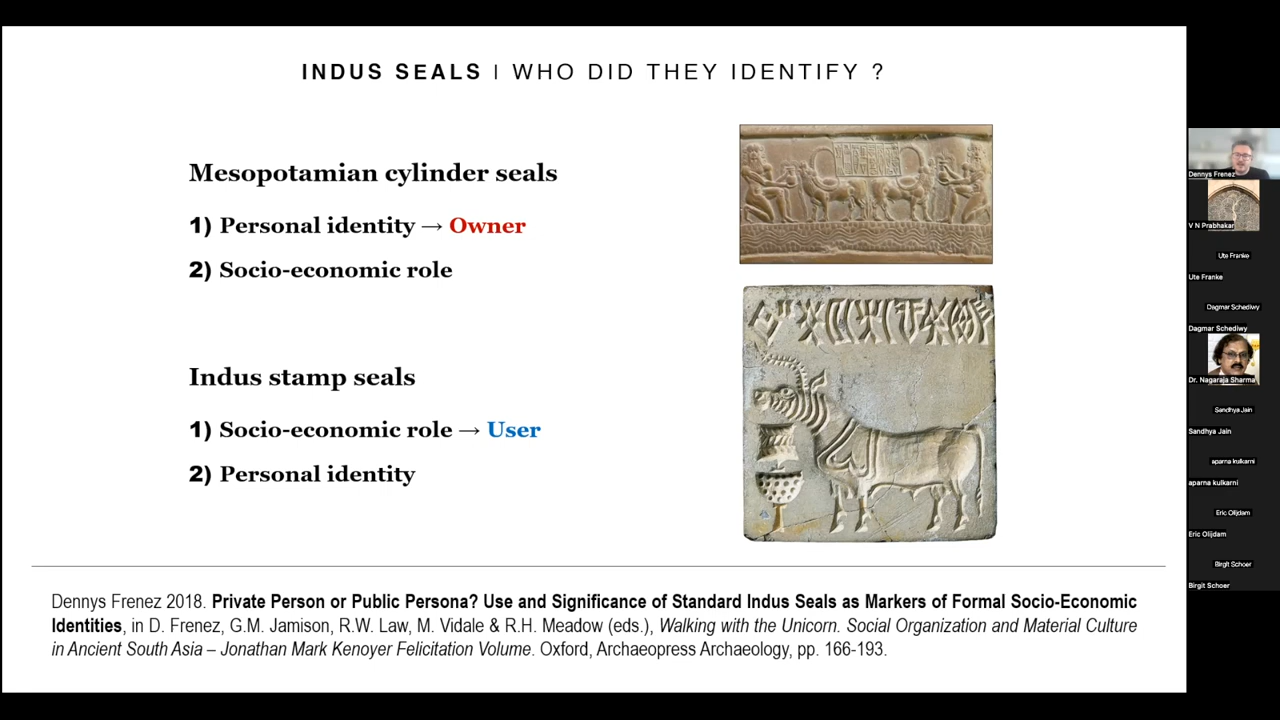 INDUS SEALS | WHO DID THEY IDENTIFY ?
Mesopotamian cylinder seals
1) Personal identity → Owner
2) Socio-economic role
Indus stamp seals
1) Socio-economic role → User
2) Personal identity
Dennys Frenez 2018. Private Person or Public Persona? Use and Significance of Standard Indus Seals as Markers of Formal Socio-Economic
Identities, in D. Frenez, G.M. Jamison, R.W. Law, M. Vidale & R.H. Meadow (eds.), Walking with the Unicorn. Social Organization and Material Culture
in Ancient South Asia – Jonathan Mark Kenoyer Felicitation Volume. Oxford, Archaeopress Archaeology, pp. 166-193.
Dennys Frenez
V N Prabhakar
Ute Franke
Ute Franke
Dagmar Schediwy
Dagmar Schediwy
Dr. Nagaraja Sharma
Sandhya Jain
Sandhya Jain
aparna kulkarni
aparna kulkarni
Eric Olijdam
Eric Olijdam
Birgit Schoer
Birgit Schoer